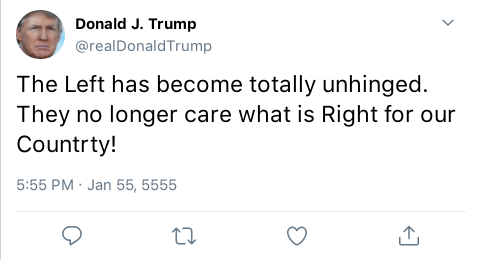 Donald J. Trump
@realDonaldTrump
The Left has become totally unhinged.
They no longer care what is Right for our
Countrty!
5:55 PM · Jan 55, 5555